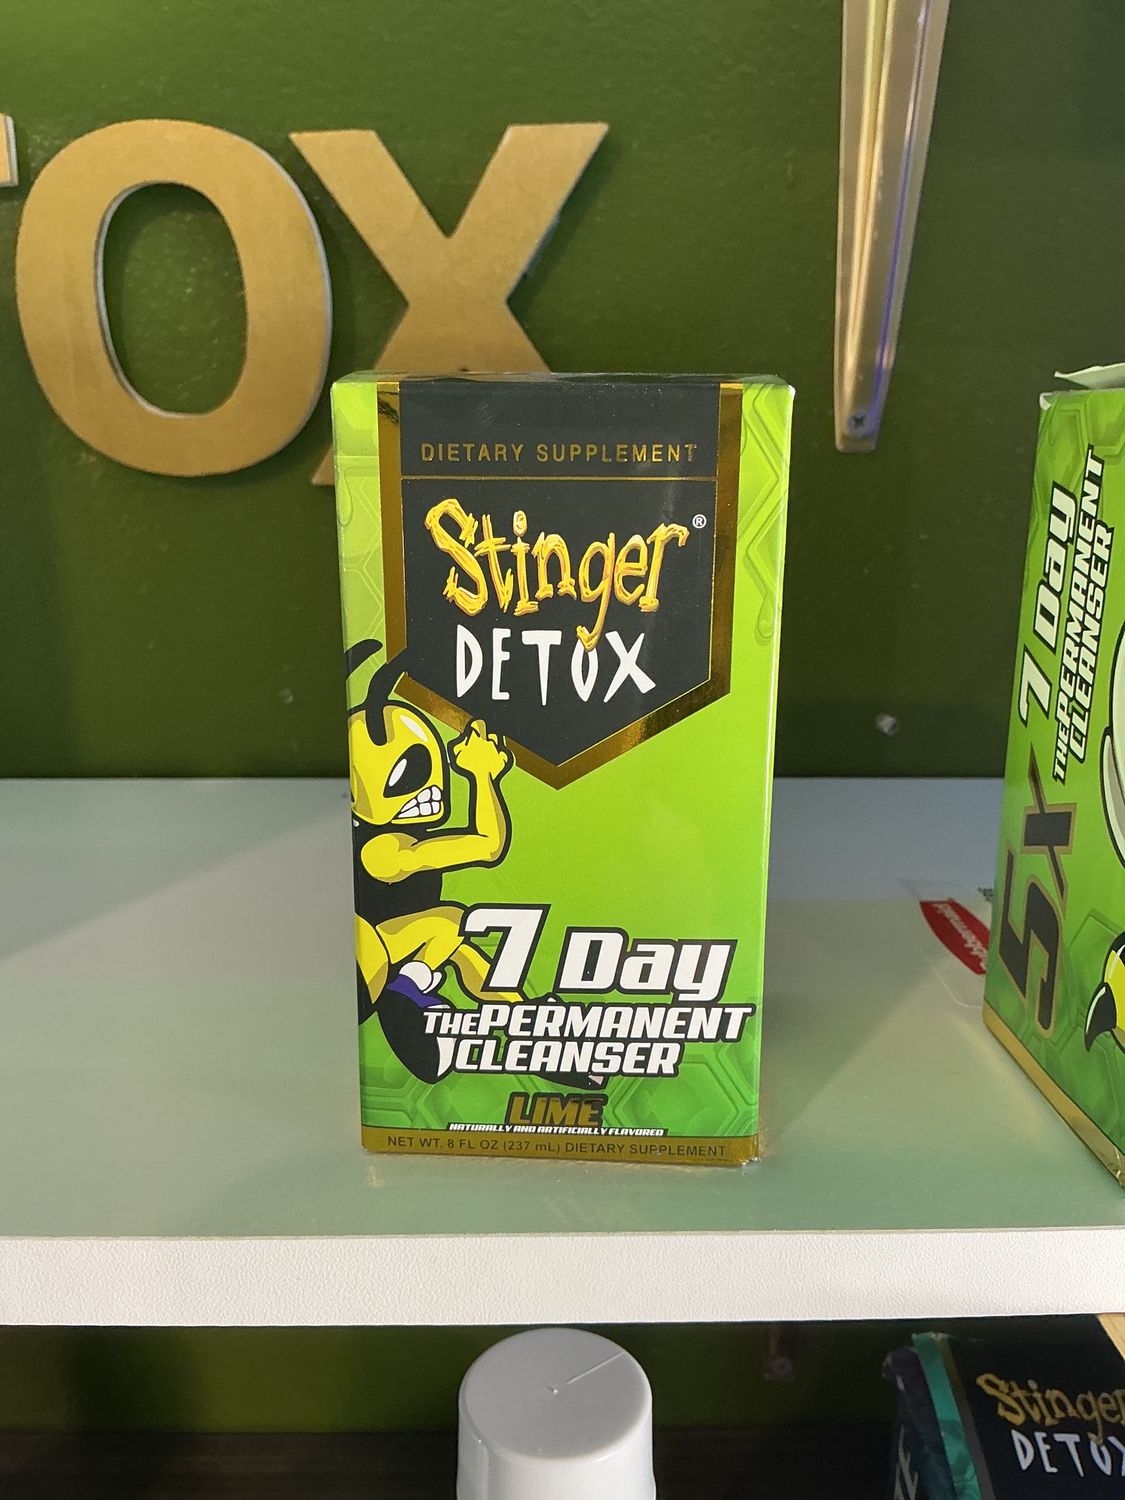 OX
DIETARY SUPPLEMENT
Stinger®
DETOX
7 Day
THE PERMANENT
CLEANSER
LIME
NATURALLY AND ARTIFICIALLY FLAVORED
NET WT. 8 FL OZ (237 mL) DIETARY SUPPLEMENT
5X
7 Day
THE PERMANENT
CLEANSER
Rubbermaid
Stinger
DETOX